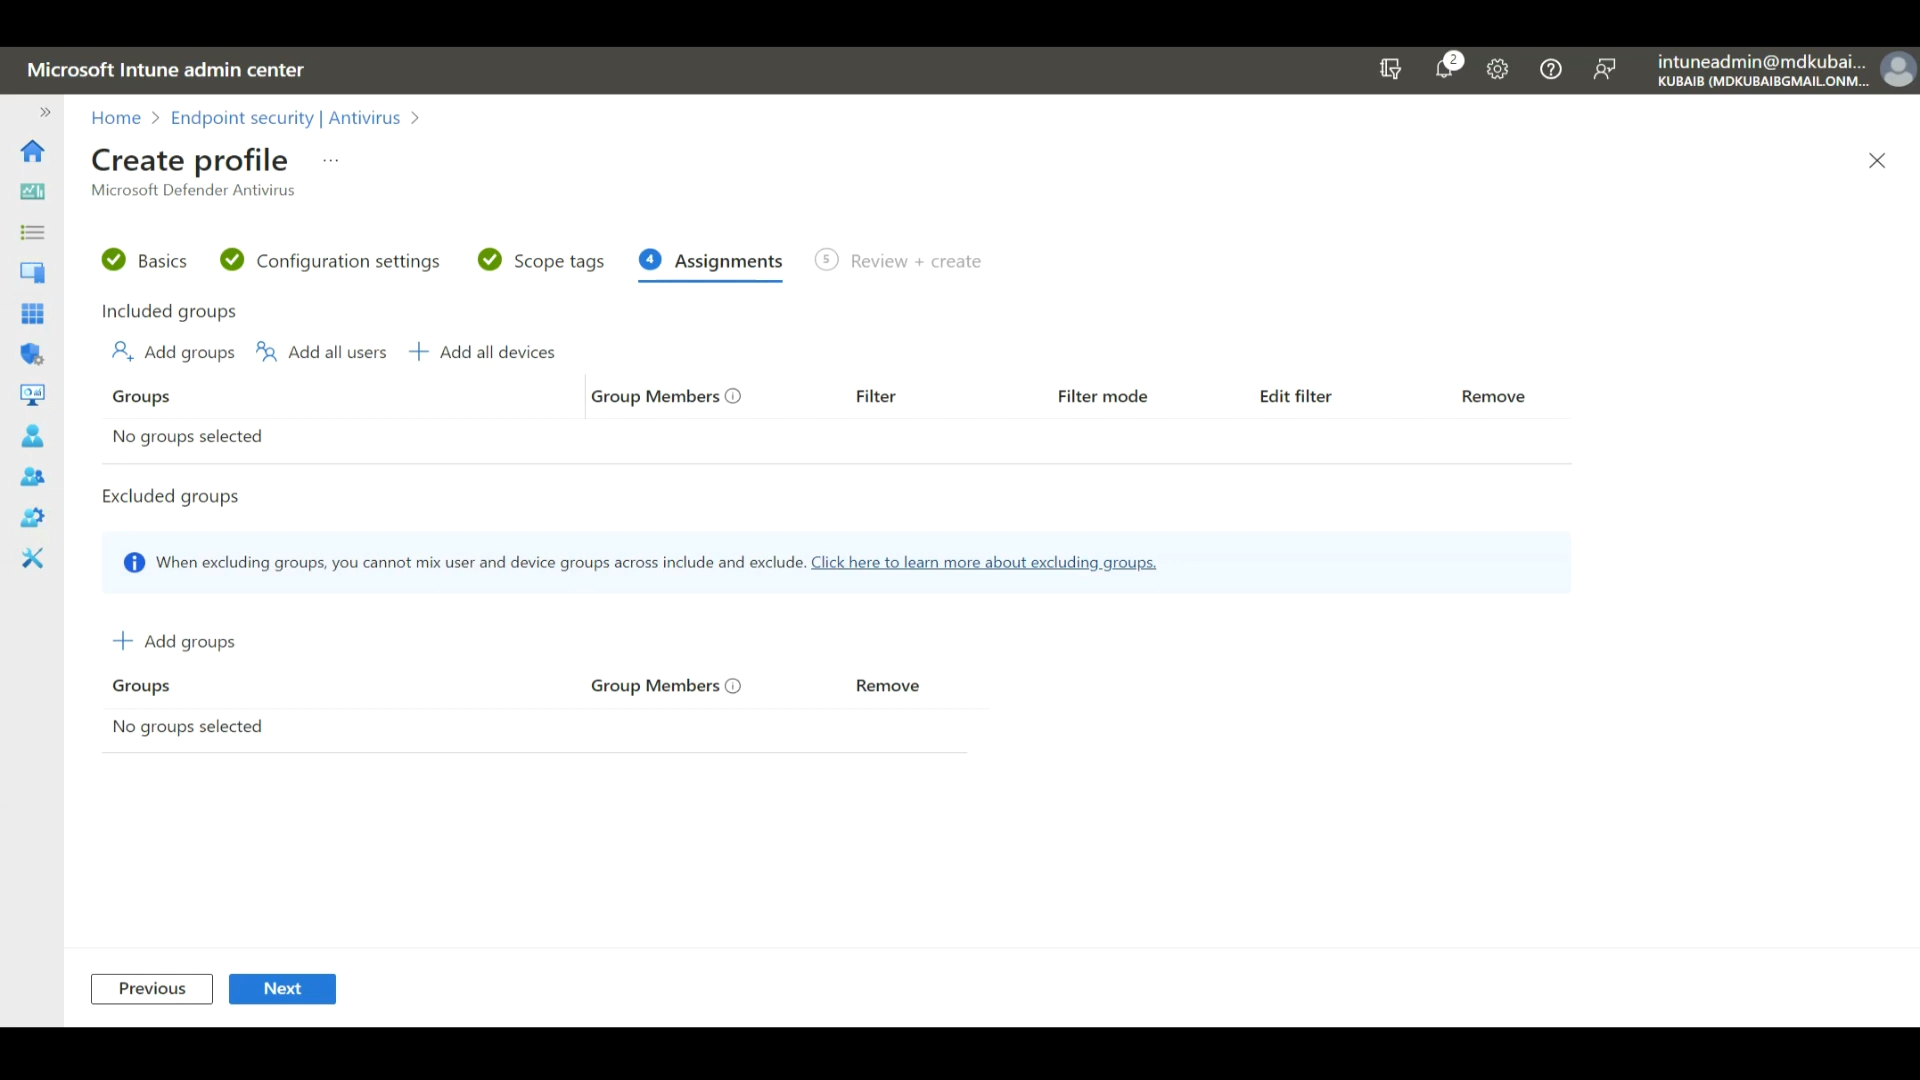 Microsoft Intune admin center
2
intuneadmin@mdkubai...
KUBAIB (MDKUBAIBGMAIL.ONM...
Home > Endpoint security | Antivirus >
Create profile ...
Microsoft Defender Antivirus
Basics Configuration settings Scope tags 4 Assignments 5 Review + create
Included groups
Add groups Add all users Add all devices
Groups Group Members Filter Filter mode Edit filter Remove
No groups selected
Excluded groups
When excluding groups, you cannot mix user and device groups across include and exclude. Click here to learn more about excluding groups.
Add groups
Groups Group Members Remove
No groups selected
Previous Next